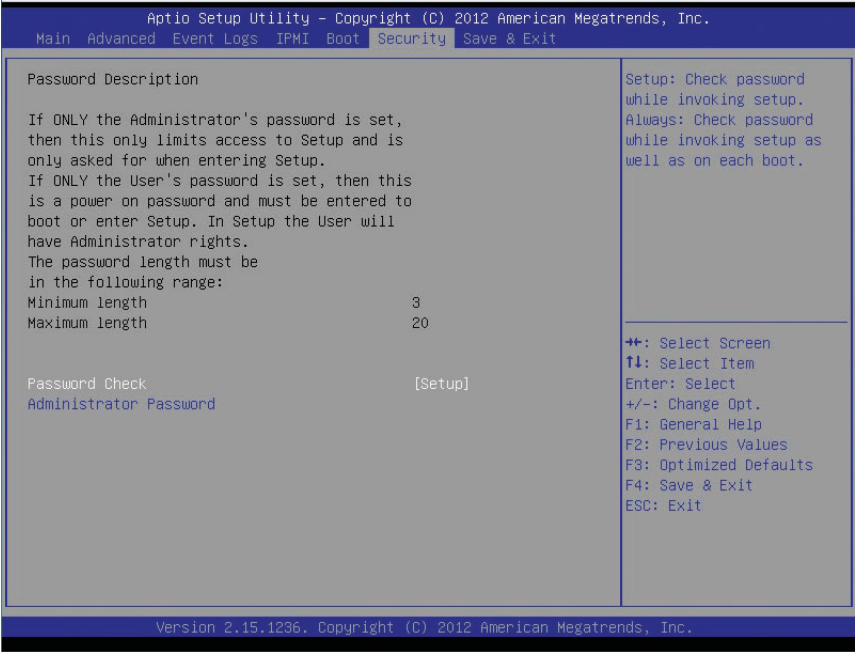 Aptio Setup Utility – Copyright (C) 2012 American Megatrends, Inc.
Main Advanced Event Logs IPMI Boot Security Save & Exit
Password Description
If ONLY the Administrator's password is set,
then this only limits access to Setup and is
only asked for when entering Setup.
If ONLY the User's password is set, then this
is a power on password and must be entered to
boot or enter Setup. In Setup the User will
have Administrator rights.
The password length must be
in the following range:
Minimum length 3
Maximum length 20
Password Check [Setup]
Administrator Password
Setup: Check password
while invoking setup.
Always: Check password
while invoking setup as
well as on each boot.
→←: Select Screen
↑↓: Select Item
Enter: Select
+/-: Change Opt.
F1: General Help
F2: Previous Values
F3: Optimized Defaults
F4: Save & Exit
ESC: Exit
Version 2.15.1236. Copyright (C) 2012 American Megatrends, Inc.